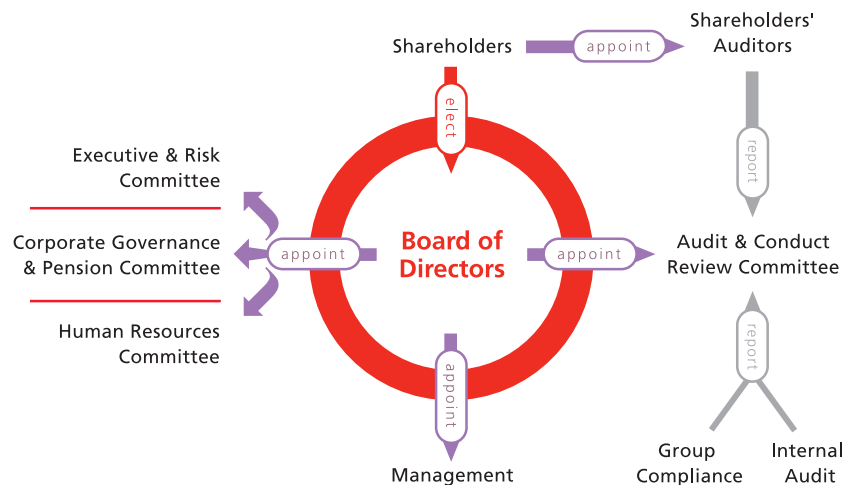 Shareholders
appoint
Shareholders'
Auditors
elect
report
Executive & Risk
Committee
Corporate Governance
& Pension Committee
Human Resources
Committee
appoint
Board of
Directors
appoint
Audit & Conduct
Review Committee
appoint
report
Management
Group
Compliance
Internal
Audit